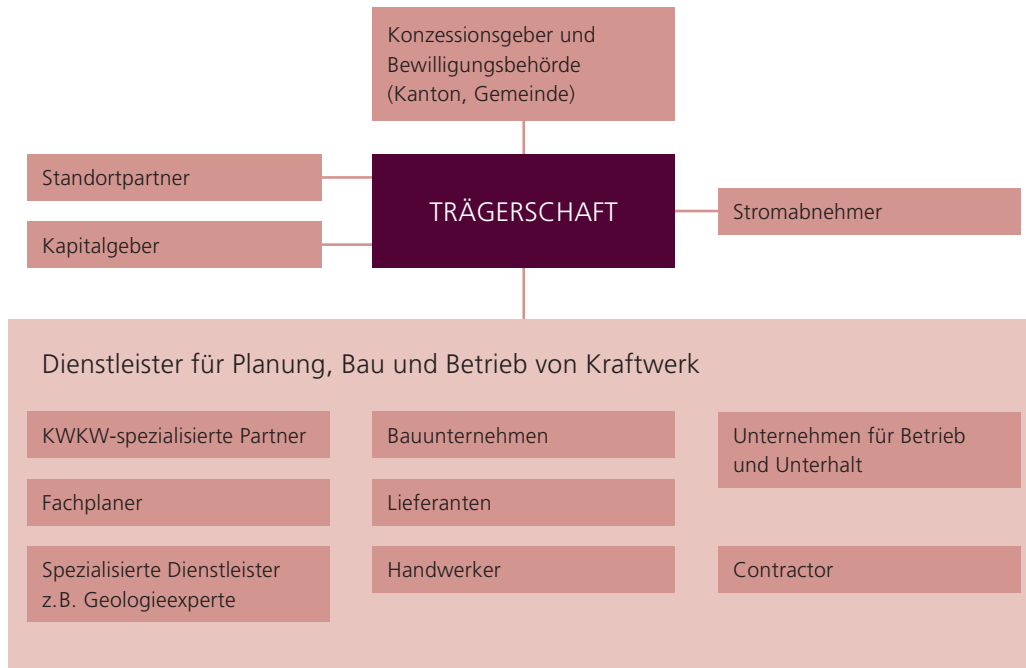 Konzessionsgeber und
Bewilligungsbehörde
(Kanton, Gemeinde)
Standortpartner
Kapitalgeber
TRÄGERSCHAFT
Stromabnehmer
Dienstleister für Planung, Bau und Betrieb von Kraftwerk
KWKW-spezialisierte Partner
Fachplaner
Spezialisierte Dienstleister
z.B. Geologieexperte
Bauunternehmen
Lieferanten
Handwerker
Unternehmen für Betrieb
und Unterhalt
Contractor